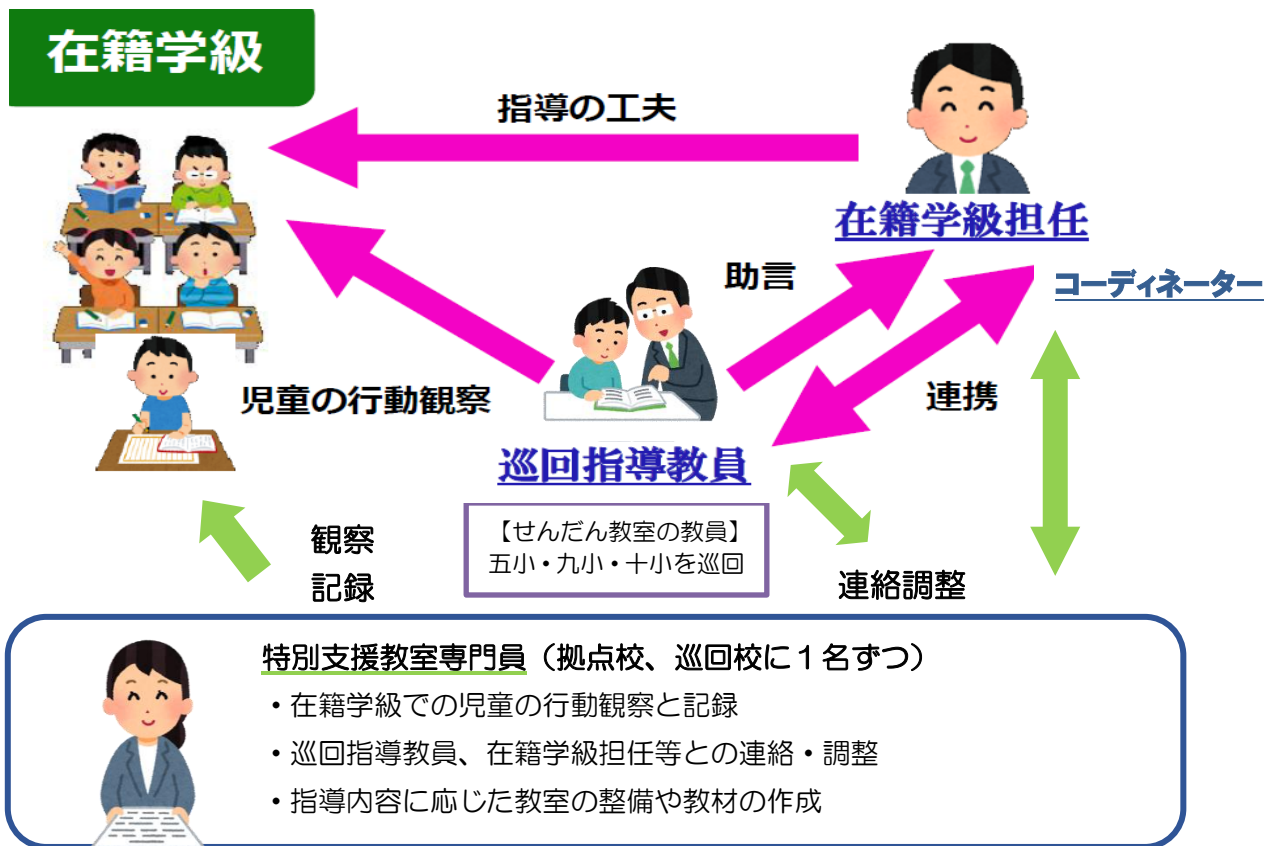 在籍学級
指導の工夫
在籍学級担任
助言
コーディネーター
児童の行動観察
連携
巡回指導教員
【せんだん教室の教員】
五小・九小・十小を巡回
観察
記録
連絡調整
特別支援教室専門員（拠点校、巡回校に１名ずつ）
・在籍学級での児童の行動観察と記録
・巡回指導教員、在籍学級担任等との連絡・調整
・指導内容に応じた教室の整備や教材の作成